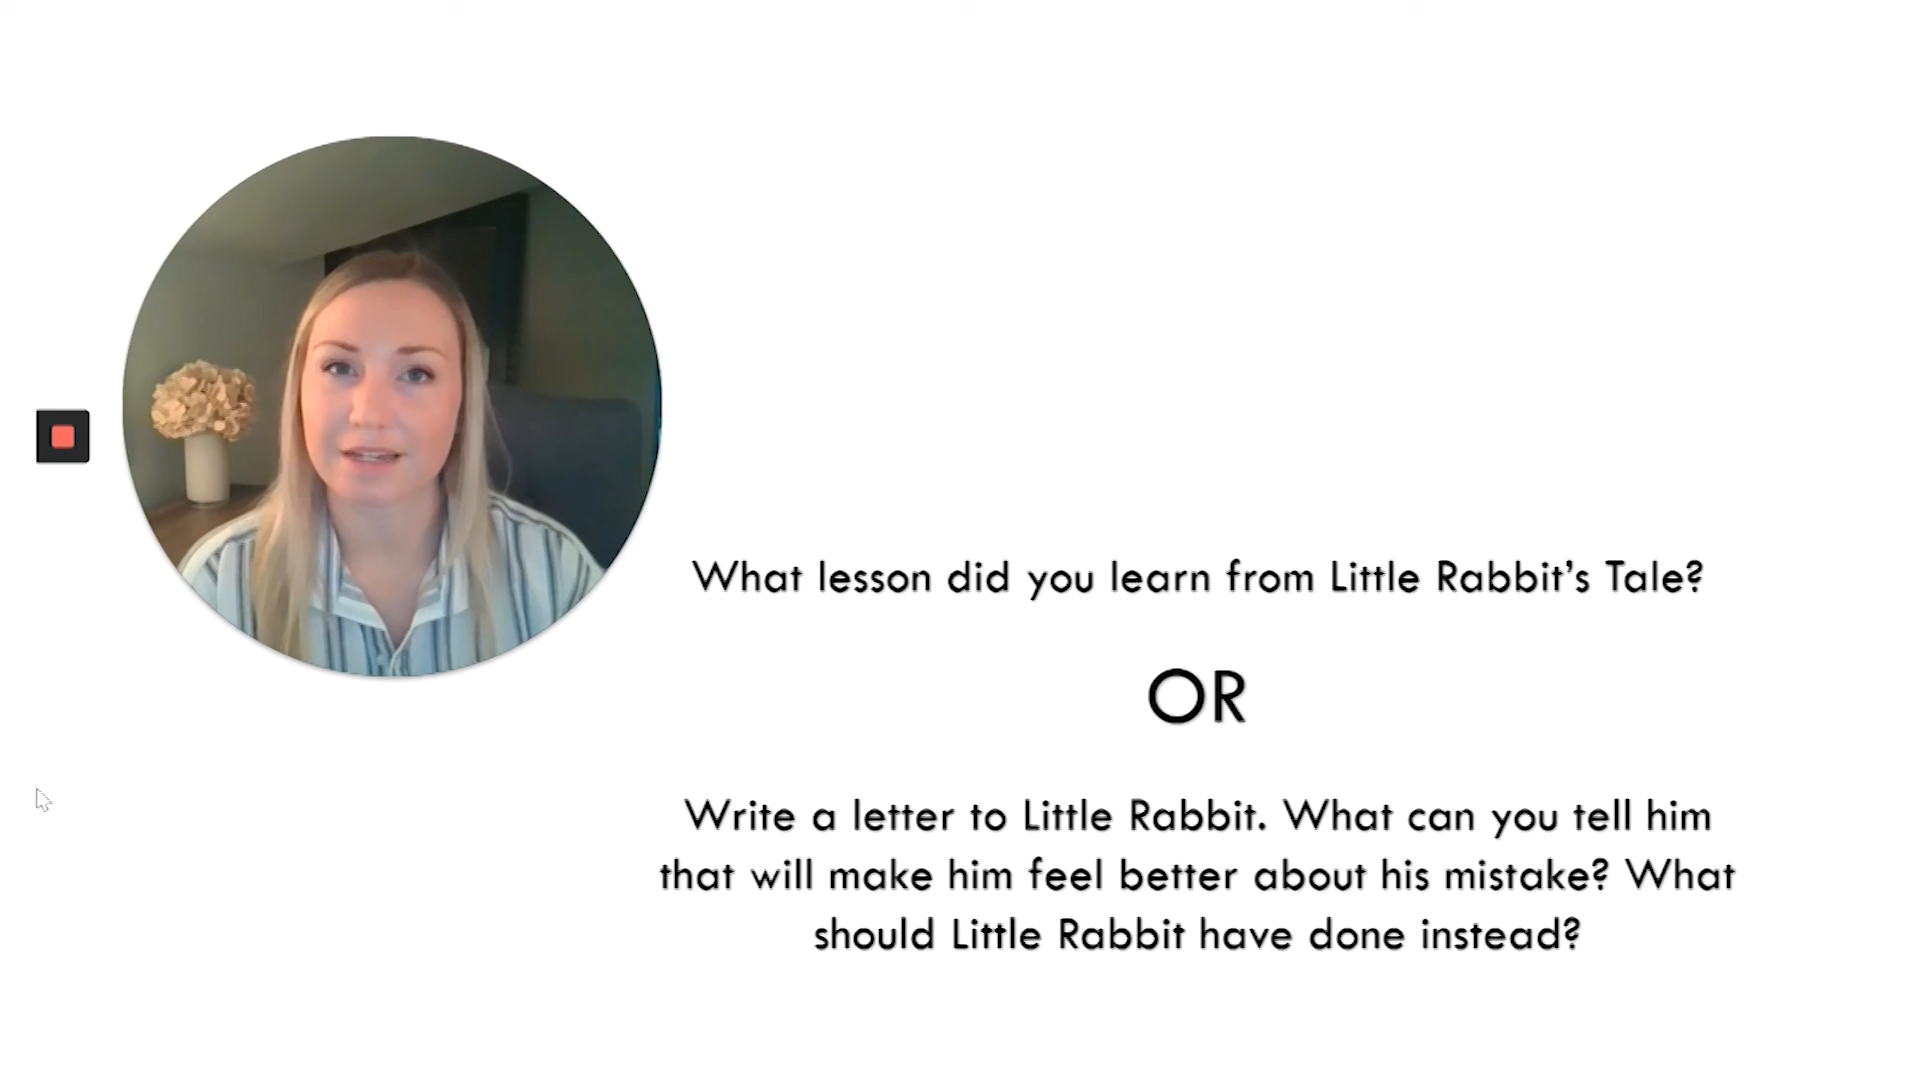 What lesson did you learn from Little Rabbit’s Tale?
OR
Write a letter to Little Rabbit. What can you tell him
that will make him feel better about his mistake? What
should Little Rabbit have done instead?